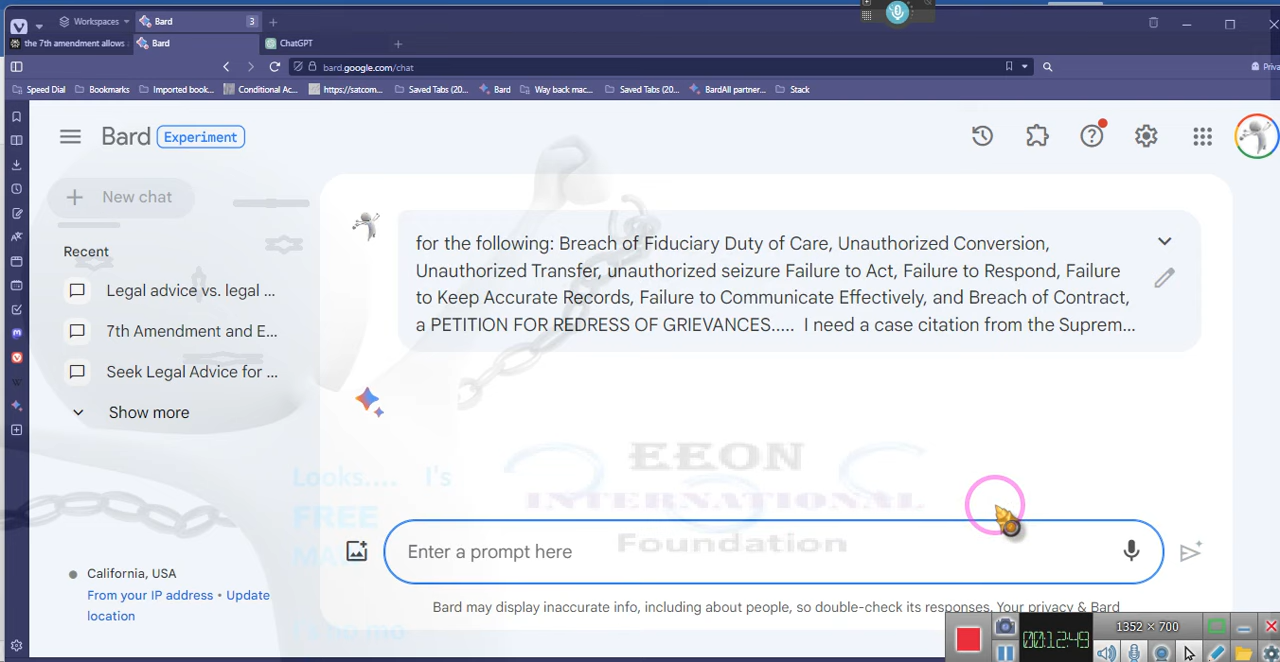 Workspaces
Bard
3
the 7th amendment allows
Bard
ChatGPT
bard.google.com/chat
Priva
Speed Dial
Bookmarks
Imported book...
Conditional Ac...
https://satcom...
Saved Tabs (20...
Bard
Way back mac...
Saved Tabs (20...
BardAll partner...
Stack
Bard
Experiment
New chat
Recent
Legal advice vs. legal ...
7th Amendment and E...
Seek Legal Advice for ...
Show more
for the following: Breach of Fiduciary Duty of Care, Unauthorized Conversion,
Unauthorized Transfer, unauthorized seizure Failure to Act, Failure to Respond, Failure
to Keep Accurate Records, Failure to Communicate Effectively, and Breach of Contract,
a PETITION FOR REDRESS OF GRIEVANCES..... I need a case citation from the Suprem...
EEON
INTERNATIONAL
Foundation
Looks.... I's
FREE
Enter a prompt here
California, USA
From your IP address • Update
location
Bard may display inaccurate info, including about people, so double-check its responses. Your privacy & Bard
I's no mo
1352 × 700
00:12:49